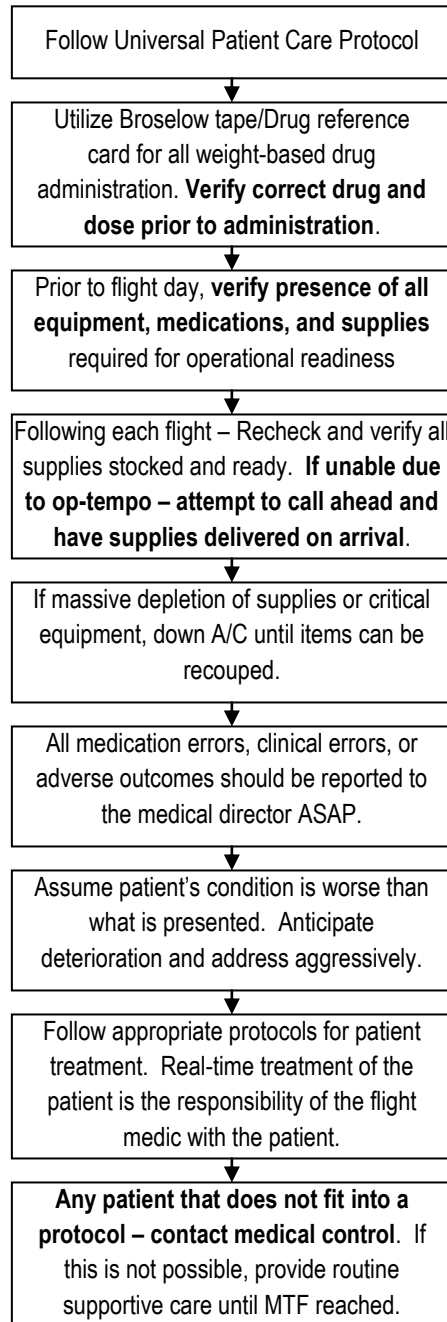 Follow Universal Patient Care Protocol
Utilize Broselow tape/Drug reference
card for all weight-based drug
administration. Verify correct drug and
dose prior to administration.
Prior to flight day, verify presence of all
equipment, medications, and supplies
required for operational readiness
Following each flight – Recheck and verify all
supplies stocked and ready. If unable due
to op-tempo – attempt to call ahead and
have supplies delivered on arrival.
If massive depletion of supplies or critical
equipment, down A/C until items can be
recouped.
All medication errors, clinical errors, or
adverse outcomes should be reported to
the medical director ASAP.
Assume patient’s condition is worse than
what is presented. Anticipate
deterioration and address aggressively.
Follow appropriate protocols for patient
treatment. Real-time treatment of the
patient is the responsibility of the flight
medic with the patient.
Any patient that does not fit into a
protocol – contact medical control. If
this is not possible, provide routine
supportive care until MTF reached.